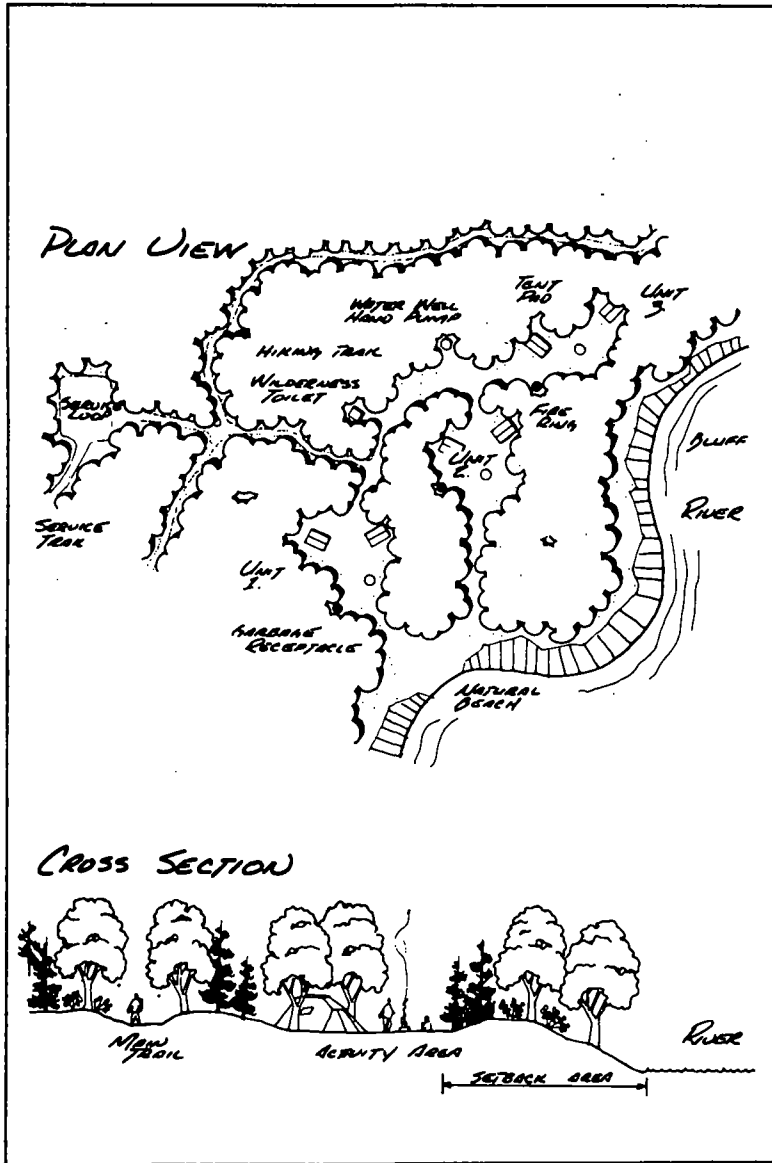 PLAN VIEW
WATER WELL
HAND PUMP
TENT
PAD
UNIT
3
HIKING TRAIL
WILDERNESS
TOILET
SERVICE
LOOP
FIRE
RING
BLUFF
UNIT
2.
RIVER
SERVICE
TRAIL
UNIT
1.
GARBAGE
RECEPTACLE
NATURAL
BEACH
CROSS SECTION
MAIN
TRAIL
ACTIVITY AREA
RIVER
SETBACK AREA